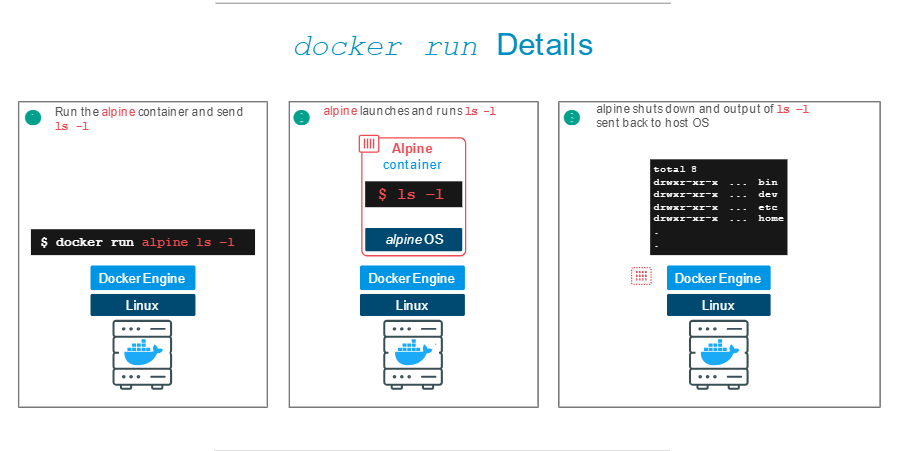 docker run Details
Run the alpine container and send
ls -l
$ docker run alpine ls -l
Docker Engine
Linux
alpine launches and runs ls -l
Alpine
container
$ ls -l
alpine OS
Docker Engine
Linux
alpine shuts down and output of ls -l
sent back to host OS
total 8
drwxr-xr-x ... bin
drwxr-xr-x ... dev
drwxr-xr-x ... etc
drwxr-xr-x ... home
.
.
Docker Engine
Linux